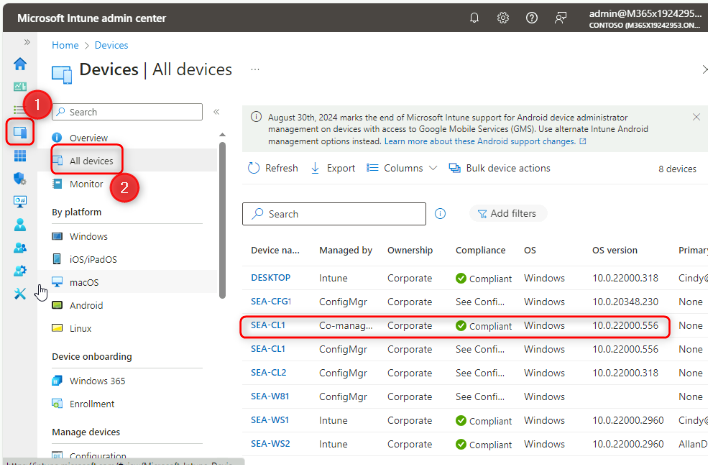 Microsoft Intune admin center
admin@M365x1924295...
CONTOSO (M365X19242953.ON...
Home > Devices
Devices | All devices ...
Search
Overview
All devices
Monitor
By platform
Windows
iOS/iPadOS
macOS
Android
Linux
Device onboarding
Windows 365
Enrollment
Manage devices
Configuration
1
2
August 30th, 2024 marks the end of Microsoft Intune support for Android device administrator
management on devices with access to Google Mobile Services (GMS). Use alternate Intune Android
management options instead. Learn more about these Android support changes.
Refresh Export Columns Bulk device actions 8 devices
Search Add filters
Device na... Managed by Ownership Compliance OS OS version Primary
DESKTOP Intune Corporate Compliant Windows 10.0.22000.318 Cindy@
SEA-CFG1 ConfigMgr Corporate See Confi... Windows 10.0.20348.230 None
SEA-CL1 Co-manag... Corporate Compliant Windows 10.0.22000.556 None
SEA-CL1 ConfigMgr Corporate See Confi... Windows 10.0.22000.556 None
SEA-CL2 ConfigMgr Corporate See Confi... Windows 10.0.22000.318 None
SEA-W81 ConfigMgr Corporate See Confi... Windows None
SEA-WS1 Intune Corporate Compliant Windows 10.0.22000.2960 Cindy@
SEA-WS2 Intune Corporate Compliant Windows 10.0.22000.2960 AllanD